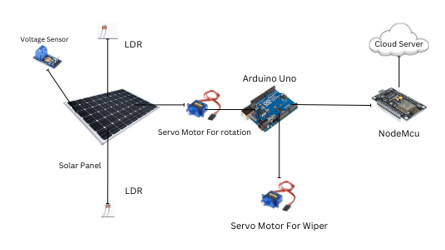 Voltage Sensor
LDR
Cloud Server
Arduino Uno
Servo Motor For rotation
NodeMcu
Solar Panel
LDR
Servo Motor For Wiper